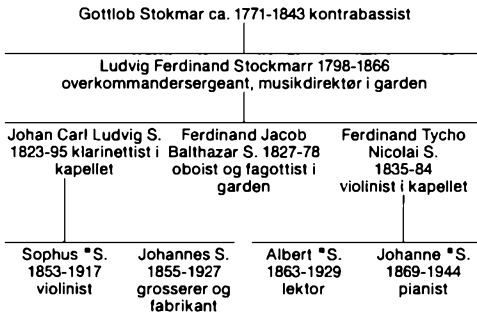 Gottlob Stokmar ca. 1771-1843 kontrabassist
Ludvig Ferdinand Stockmarr 1798-1866
overkommandersergeant, musikdirektør i garden
Johan Carl Ludvig S.
1823-95 klarinettist i
kapellet
Ferdinand Jacob
Balthazar S. 1827-78
oboist og fagottist i
garden
Ferdinand Tycho
Nicolai S.
1835-84
violinist i kapellet
Sophus *S.
1853-1917
violinist
Johannes S.
1855-1927
grosserer og
fabrikant
Albert *S.
1863-1929
lektor
Johanne *S.
1869-1944
pianist